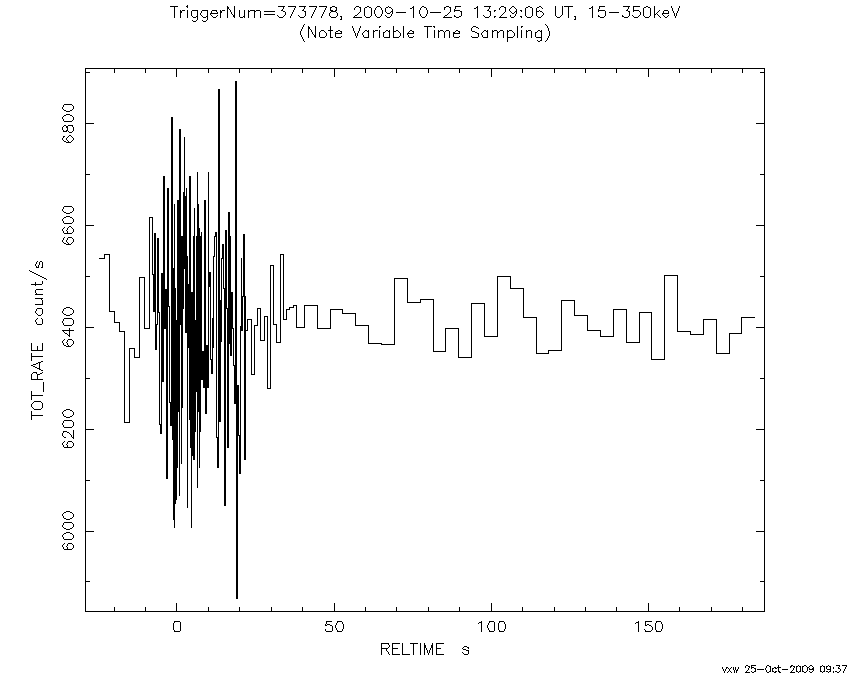 TriggerNum=373778, 2009-10-25 13:29:06 UT, 15-350keV
(Note Variable Time Sampling)
TOT_RATE count/s
6800
6600
6400
6200
6000
0 50 100 150
RELTIME s
vxw 25-Oct-2009 09:37